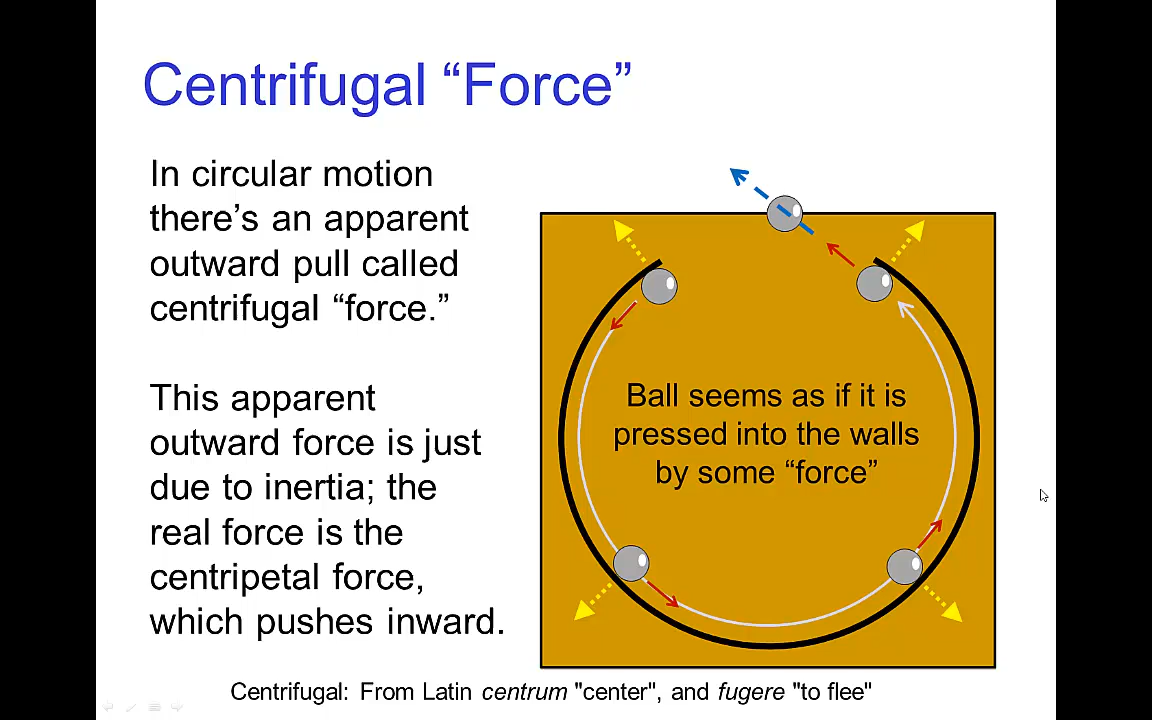 Centrifugal “Force”
In circular motion
there’s an apparent
outward pull called
centrifugal “force.”
This apparent
outward force is just
due to inertia; the
real force is the
centripetal force,
which pushes inward.
Ball seems as if it is
pressed into the walls
by some “force”
Centrifugal: From Latin centrum "center", and fugere "to flee"